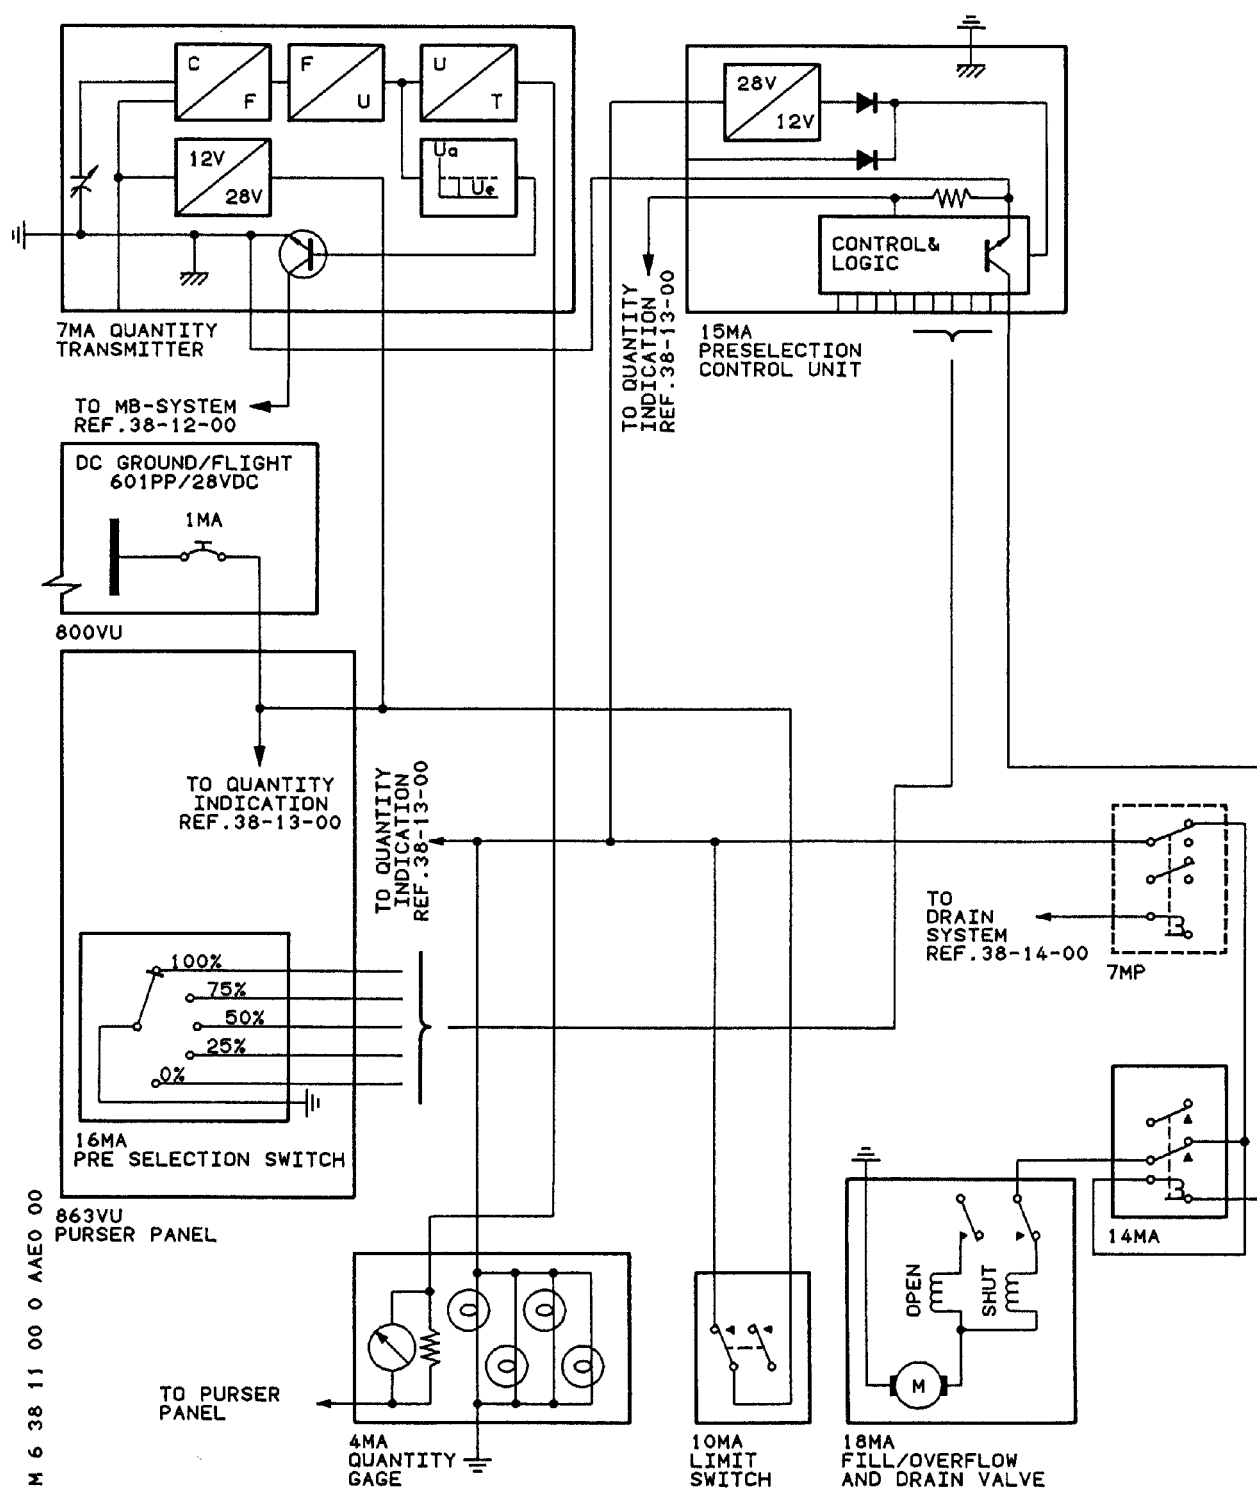 C
F
F
U
U
T
12V
28V
Ua
Ue
7MA QUANTITY
TRANSMITTER
28V
12V
CONTROL&
LOGIC
15MA
PRESELECTION
CONTROL UNIT
TO QUANTITY
INDICATION
REF.38-13-00
TO MB-SYSTEM
REF.38-12-00
DC GROUND/FLIGHT
601PP/28VDC
1MA
800VU
TO QUANTITY
INDICATION
REF.38-13-00
TO QUANTITY
INDICATION
REF.38-13-00
TO
DRAIN
SYSTEM
REF.38-14-00
7MP
100%
75%
50%
25%
0%
16MA
PRE SELECTION SWITCH
863VU
PURSER PANEL
14MA
OPEN
SHUT
M
TO PURSER
PANEL
4MA
QUANTITY
GAGE
10MA
LIMIT
SWITCH
18MA
FILL/OVERFLOW
AND DRAIN VALVE
M 6 38 11 00 0 AAE0 00